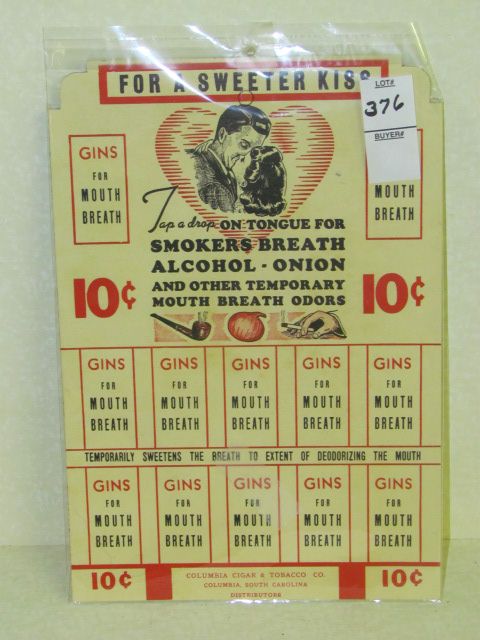 FOR A SWEETER KISS
LOT#
376
BUYER#
GINS
FOR
MOUTH
BREATH
MOUTH
BREATH
Tap a drop ON TONGUE FOR
SMOKERS BREATH
ALCOHOL - ONION
AND OTHER TEMPORARY
MOUTH BREATH ODORS
10¢ 10¢
GINS GINS GINS GINS GINS
FOR FOR FOR FOR FOR
MOUTH MOUTH MOUTH MOUTH MOUTH
BREATH BREATH BREATH BREATH BREATH
TEMPORARILY SWEETENS THE BREATH TO EXTENT OF DEODORIZING THE MOUTH
GINS GINS GINS GINS GINS
FOR FOR FOR FOR FOR
MOUTH MOUTH MOUTH MOUTH MOUTH
BREATH BREATH BREATH BREATH BREATH
10¢ 10¢
COLUMBIA CIGAR & TOBACCO CO.
COLUMBIA, SOUTH CAROLINA
DISTRIBUTORS